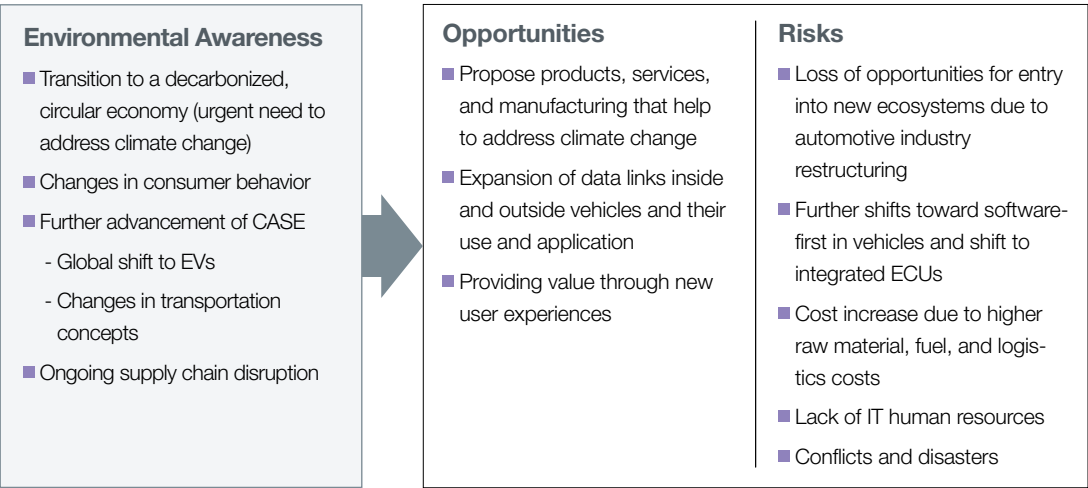 Environmental Awareness
Transition to a decarbonized,
circular economy (urgent need to
address climate change)
Changes in consumer behavior
Further advancement of CASE
- Global shift to EVs
- Changes in transportation
concepts
Ongoing supply chain disruption
Opportunities
Propose products, services,
and manufacturing that help
to address climate change
Expansion of data links inside
and outside vehicles and their
use and application
Providing value through new
user experiences
Risks
Loss of opportunities for entry
into new ecosystems due to
automotive industry
restructuring
Further shifts toward software-
first in vehicles and shift to
integrated ECUs
Cost increase due to higher
raw material, fuel, and logis-
tics costs
Lack of IT human resources
Conflicts and disasters